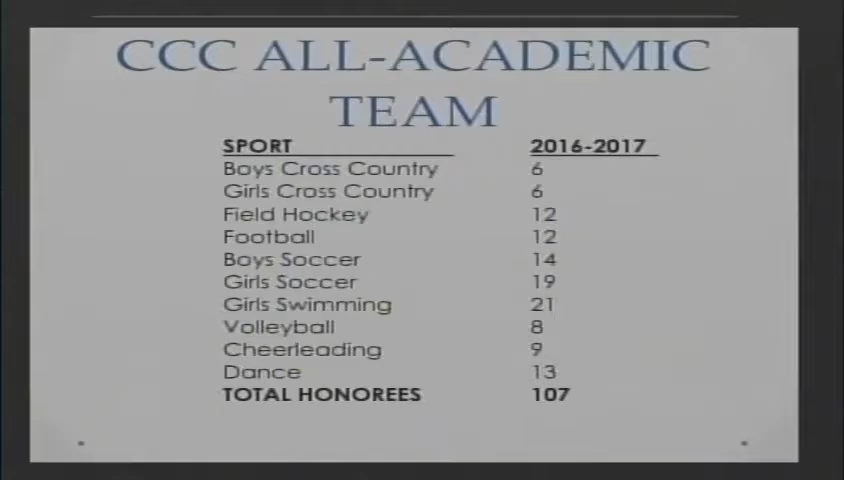 CCC ALL-ACADEMIC
TEAM
SPORT 2016-2017
Boys Cross Country 6
Girls Cross Country 6
Field Hockey 12
Football 12
Boys Soccer 14
Girls Soccer 19
Girls Swimming 21
Volleyball 8
Cheerleading 9
Dance 13
TOTAL HONOREES 107